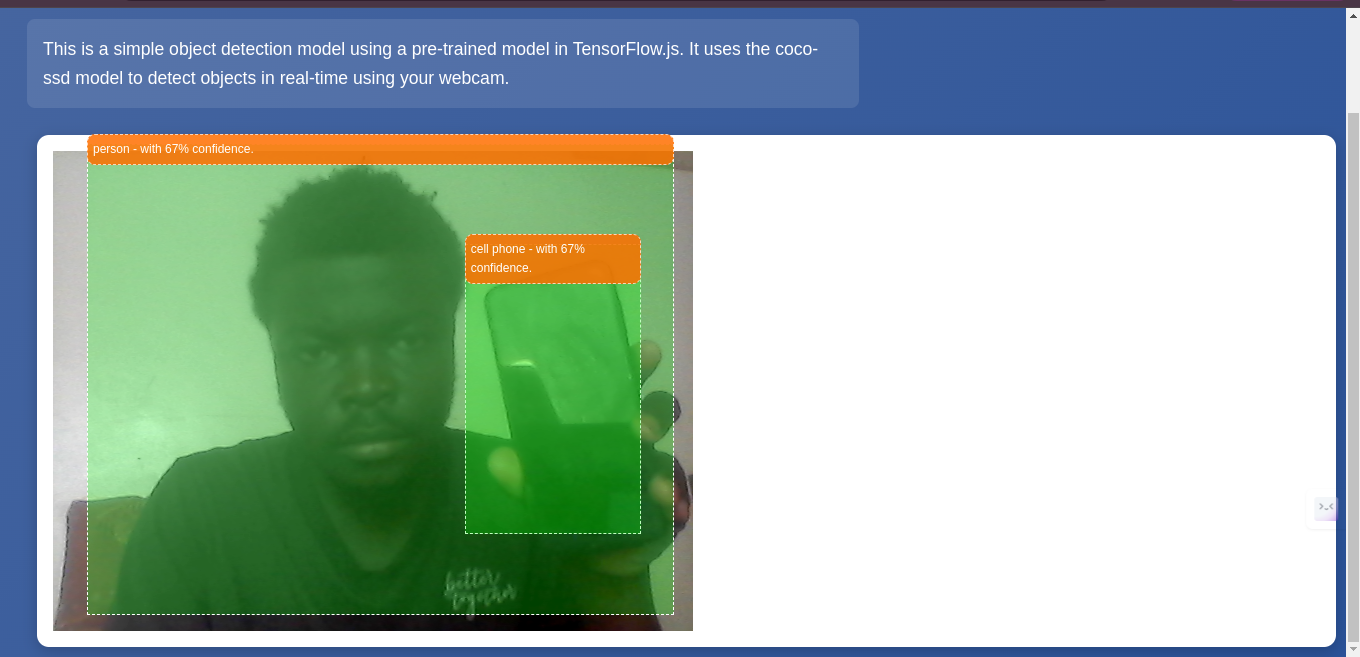 This is a simple object detection model using a pre-trained model in TensorFlow.js. It uses the coco-
ssd model to detect objects in real-time using your webcam.
person - with 67% confidence.
cell phone - with 67%
confidence.
better
together